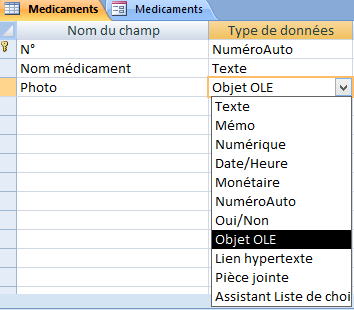 Medicaments Medicaments
Nom du champ Type de données
N° NuméroAuto
Nom médicament Texte
Photo Objet OLE
Texte
Mémo
Numérique
Date/Heure
Monétaire
NuméroAuto
Oui/Non
Objet OLE
Lien hypertexte
Pièce jointe
Assistant Liste de choi